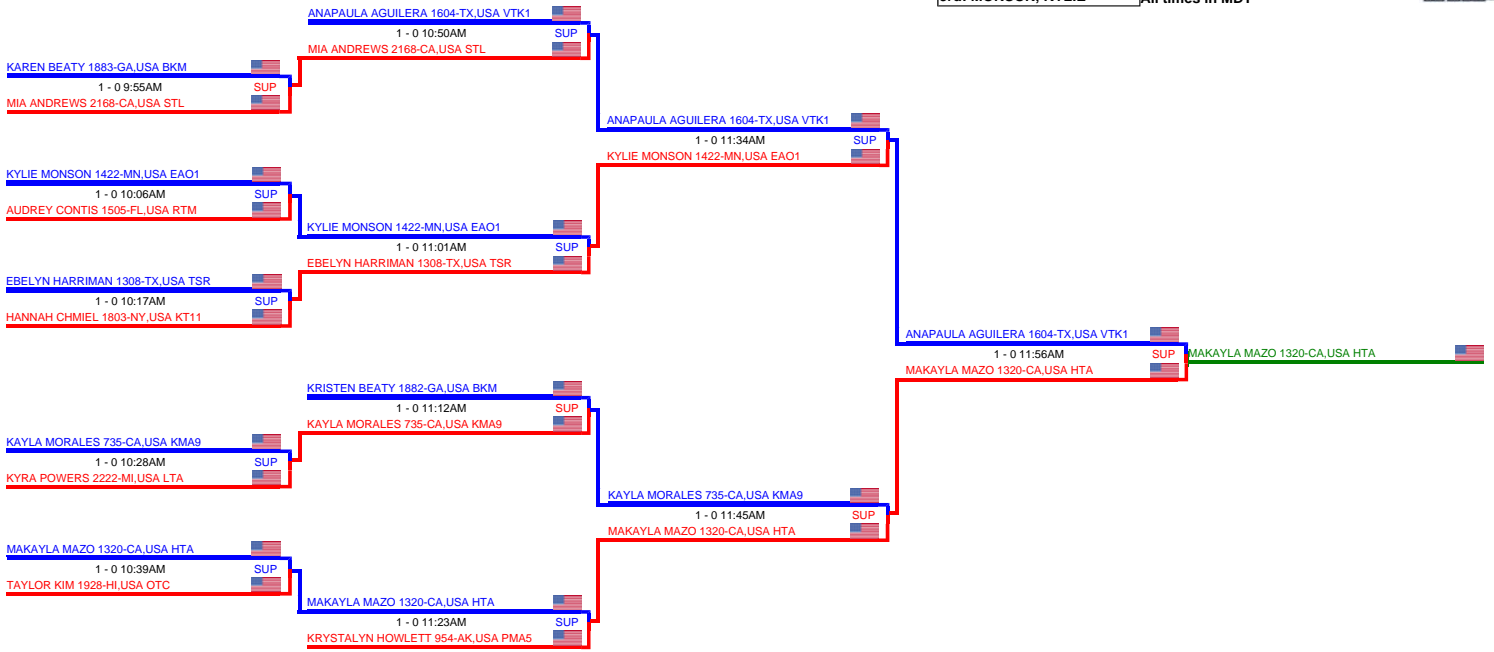 3rd: MONSON, KYLIE
All times in MDT
ANAPAULA AGUILERA 1604-TX,USA VTK1
1 - 0 10:50AM SUP
MIA ANDREWS 2168-CA,USA STL
KAREN BEATY 1883-GA,USA BKM
1 - 0 9:55AM SUP
MIA ANDREWS 2168-CA,USA STL
ANAPAULA AGUILERA 1604-TX,USA VTK1
1 - 0 11:34AM SUP
KYLIE MONSON 1422-MN,USA EAO1
KYLIE MONSON 1422-MN,USA EAO1
1 - 0 10:06AM SUP
AUDREY CONTIS 1505-FL,USA RTM
KYLIE MONSON 1422-MN,USA EAO1
1 - 0 11:01AM SUP
EBELYN HARRIMAN 1308-TX,USA TSR
EBELYN HARRIMAN 1308-TX,USA TSR
1 - 0 10:17AM SUP
HANNAH CHMIEL 1803-NY,USA KT11
ANAPAULA AGUILERA 1604-TX,USA VTK1
1 - 0 11:56AM SUP
MAKAYLA MAZO 1320-CA,USA HTA
MAKAYLA MAZO 1320-CA,USA HTA
KRISTEN BEATY 1882-GA,USA BKM
1 - 0 11:12AM SUP
KAYLA MORALES 735-CA,USA KMA9
KAYLA MORALES 735-CA,USA KMA9
1 - 0 10:28AM SUP
KYRA POWERS 2222-MI,USA LTA
KAYLA MORALES 735-CA,USA KMA9
1 - 0 11:45AM SUP
MAKAYLA MAZO 1320-CA,USA HTA
MAKAYLA MAZO 1320-CA,USA HTA
1 - 0 10:39AM SUP
TAYLOR KIM 1928-HI,USA OTC
MAKAYLA MAZO 1320-CA,USA HTA
1 - 0 11:23AM SUP
KRYSTALYN HOWLETT 954-AK,USA PMA5